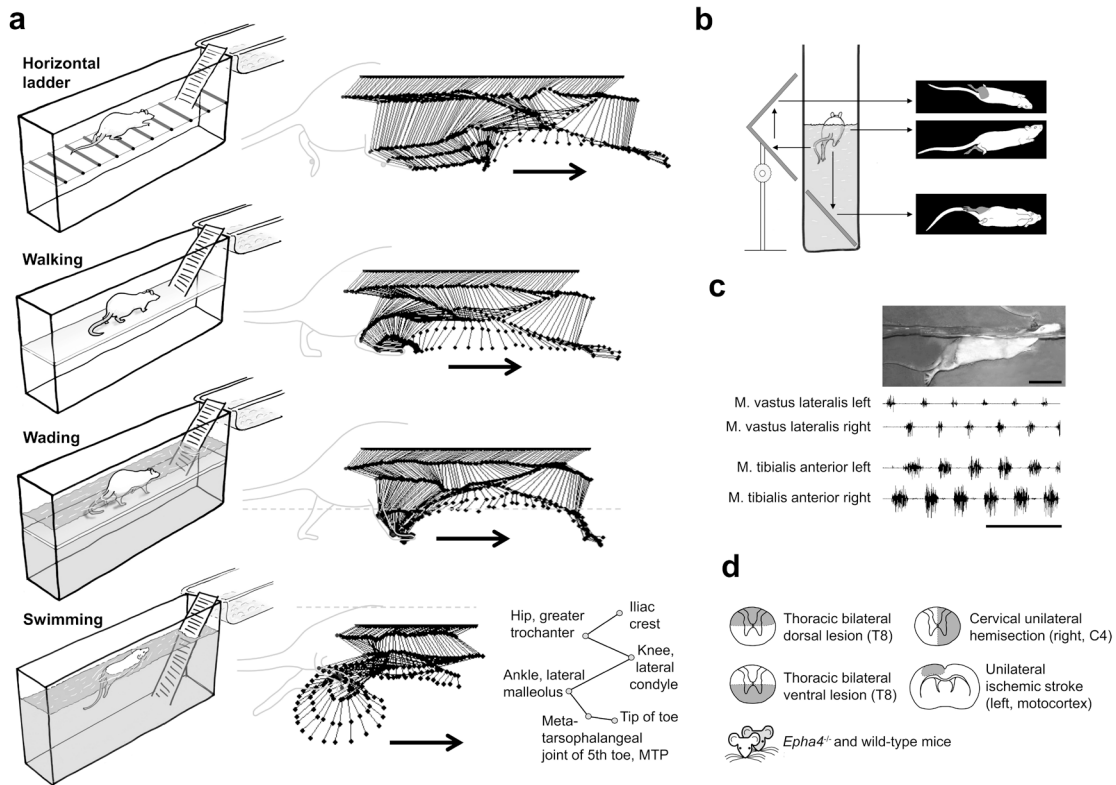 a
Horizontal
ladder
Walking
Wading
Swimming
Hip, greater
trochanter
Iliac
crest
Knee,
lateral
condyle
Ankle, lateral
malleolus
Tip of toe
Meta-
tarsophalangeal
joint of 5th toe, MTP
b
c
M. vastus lateralis left
M. vastus lateralis right
M. tibialis anterior left
M. tibialis anterior right
d
Thoracic bilateral
dorsal lesion (T8)
Cervical unilateral
hemisection (right, C4)
Thoracic bilateral
ventral lesion (T8)
Unilateral
ischemic stroke
(left, motocortex)
Epha4-/- and wild-type mice